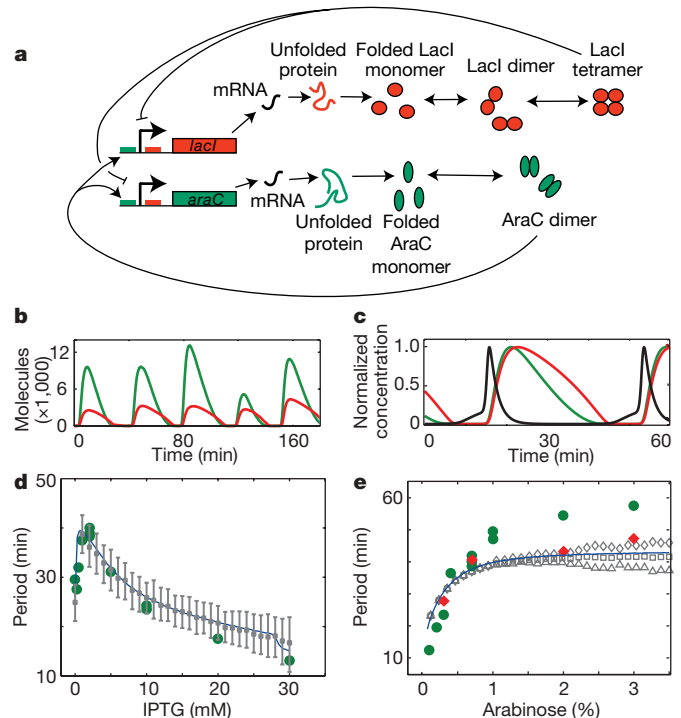 a
Unfolded protein
Folded LacI monomer
LacI dimer
LacI tetramer
mRNA
lacI
araC
mRNA
Unfolded protein
Folded AraC monomer
AraC dimer
b
Molecules (×1,000)
12
6
0
0
80
160
Time (min)
c
Normalized concentration
1.0
0.5
0
0
30
60
Time (min)
d
Period (min)
50
30
10
0
10
20
30
IPTG (mM)
e
Period (min)
60
10
0
1
2
3
Arabinose (%)